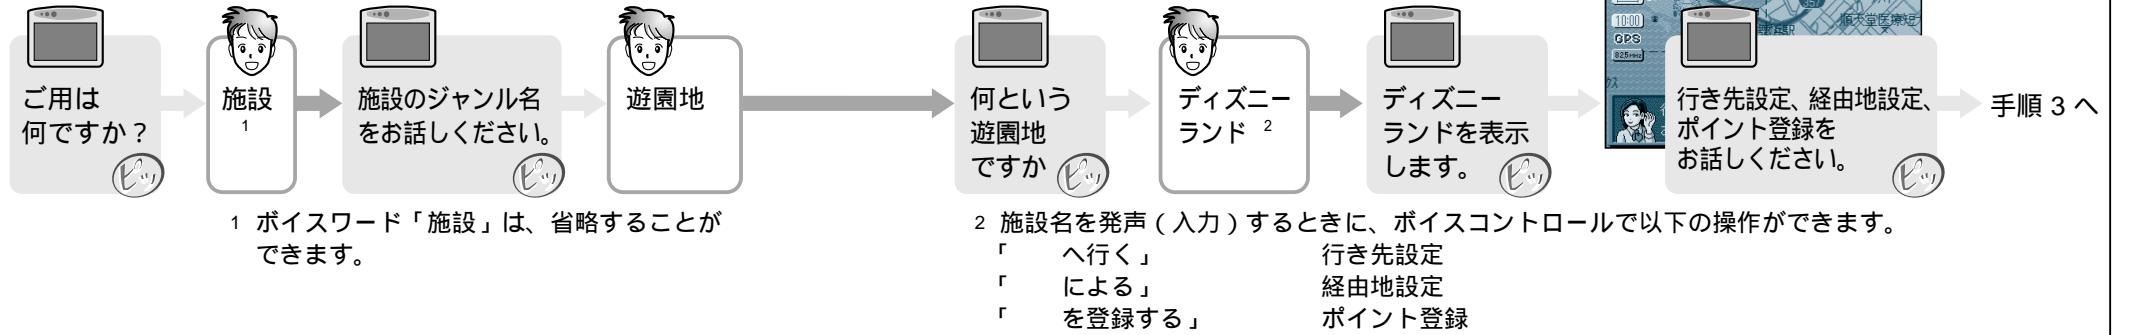 ご用は
何ですか？
ピッ
施設
1
施設のジャンル名
をお話しください。
ピッ
遊園地
何という
遊園地
ですか
ピッ
ディズニー
ランド 2
ディズニー
ランドを表示
します。
ピッ
357
10:00
GPS
82.5MHz
順天堂医療短
行き先設定、経由地設定、
ポイント登録を
お話しください。
ピッ
手順 3 へ
1 ボイスワード「施設」は、省略することが
できます。
2 施設名を発声(入力)するときに、ボイスコントロールで以下の操作ができます。
「 へ行く」 行き先設定
「 による」 経由地設定
「 を登録する」 ポイント登録